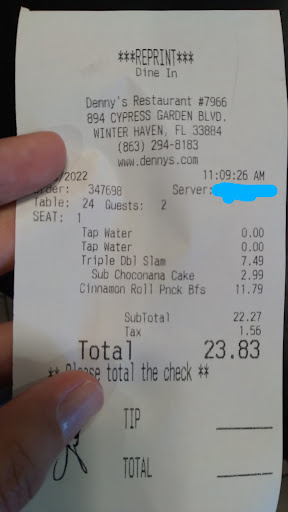 ***REPRINT***
Dine In
Denny's Restaurant #7966
894 CYPRESS GARDEN BLVD.
WINTER HAVEN, FL 33884
(863) 294-8183
www.dennys.com
/2022 11:09:26 AM
Order: 347698 Server:
Table: 24 Guests: 2
SEAT: 1
Tap Water 0.00
Tap Water 0.00
Triple Dbl Slam 7.49
Sub Choconana Cake 2.99
Cinnamon Roll Pnck Bfs 11.79
SubTotal 22.27
Tax 1.56
Total 23.83
** Please total the check **
TIP
TOTAL